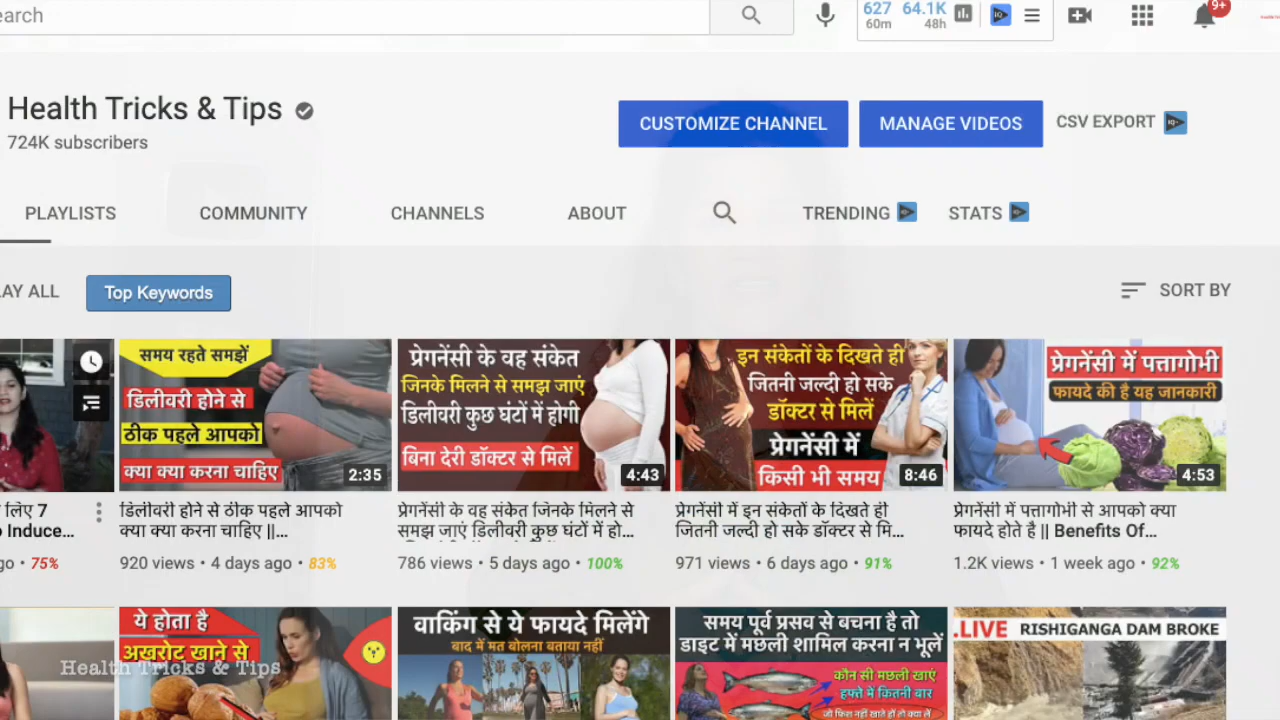 earch
627 64.1K
60m 48h
9+
Health Tricks & Tips
724K subscribers
CUSTOMIZE CHANNEL
MANAGE VIDEOS
CSV EXPORT
PLAYLISTS
COMMUNITY
CHANNELS
ABOUT
TRENDING
STATS
LAY ALL
Top Keywords
SORT BY
समय रहते समझें
डिलीवरी होने से
ठीक पहले आपको
क्या क्या करना चाहिए
2:35
प्रेगनेंसी के वह संकेत
जिनके मिलने से समझ जाएं
डिलीवरी कुछ घंटों में होगी
बिना देरी डॉक्टर से मिलें
4:43
इन संकेतों के दिखते ही
जितनी जल्दी हो सके
डॉक्टर से मिलें
प्रेगनेंसी में
किसी भी समय
8:46
प्रेगनेंसी में पत्तागोभी
फायदे की है यह जानकारी
4:53
लिए 7
Induce...
go • 75%
डिलीवरी होने से ठीक पहले आपको
क्या क्या करना चाहिए ||...
920 views • 4 days ago • 83%
प्रेगनेंसी के वह संकेत जिनके मिलने से
समझ जाएं डिलीवरी कुछ घंटों में हो...
786 views • 5 days ago • 100%
प्रेगनेंसी में इन संकेतों के दिखते ही
जितनी जल्दी हो सके डॉक्टर से मि...
971 views • 6 days ago • 91%
प्रेगनेंसी में पत्तागोभी से आपको क्या
फायदे होते है || Benefits Of...
1.2K views • 1 week ago • 92%
ये होता है
अखरोट खाने से
Health Tricks & Tips
वाकिंग से ये फायदे मिलेंगे
बाद में मत बोलना बताया नहीं
समय पूर्व प्रसव से बचना है तो
डाइट में मछली शामिल करना न भूलें
कौन सी मछली खाएं
हफ्ते में कितनी बार
जो फिश नहीं खाते हों तो क्या लें
.LIVE RISHIGANGA DAM BROKE